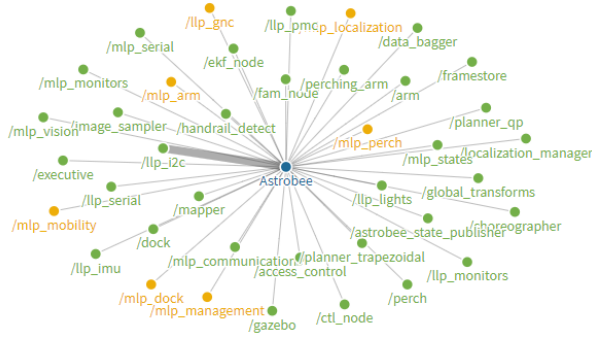 /llp_gnc
/llp_pmc
p_localization
/mlp_serial
/data_bagger
/ekf_node
/mlp_monitors
/mlp_arm
/fam_node
/perching_arm
/arm
/framestore
/mlp_vision
/image_sampler
/handrail_detect
/planner_qp
/mlp_perch
/llp_i2c
/mlp_states
/localization_manager
/executive
Astrobee
/llp_serial
/mapper
/llp_lights
/global_transforms
/mlp_mobility
/choreographer
/dock
/astrobee_state_publisher
/llp_imu
/mlp_communication
/planner_trapezoidal
/access_control
/llp_monitors
/mlp_dock
/mlp_management
/perch
/gazebo
/ctl_node